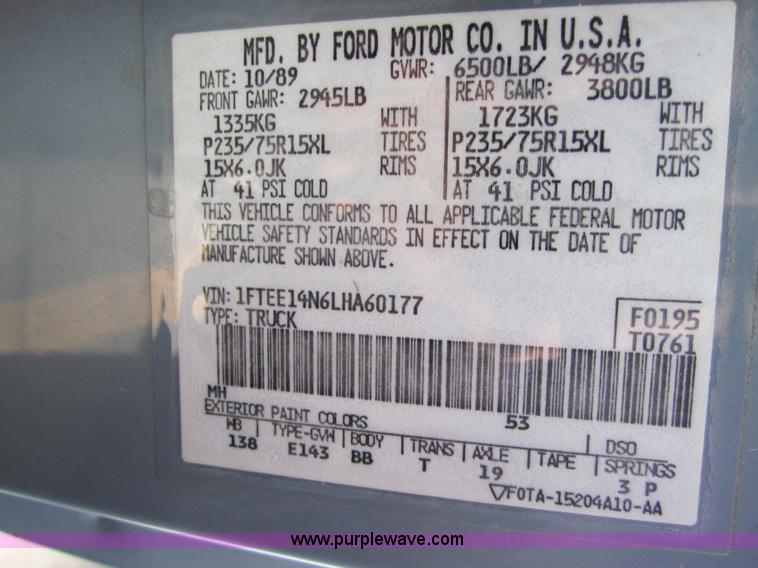 MFD. BY FORD MOTOR CO. IN U.S.A.
DATE: 10/89 GVWR: 6500LB/ 2948KG
FRONT GAWR: 2945LB REAR GAWR: 3800LB
1335KG WITH 1723KG WITH
P235/75R15XL TIRES P235/75R15XL TIRES
15X6.0JK RIMS 15X6.0JK RIMS
AT 41 PSI COLD AT 41 PSI COLD
THIS VEHICLE CONFORMS TO ALL APPLICABLE FEDERAL MOTOR
VEHICLE SAFETY STANDARDS IN EFFECT ON THE DATE OF
MANUFACTURE SHOWN ABOVE.
VIN: 1FTEE14N6LHA60177 F0195
TYPE: TRUCK T0761
MH 53
EXTERIOR PAINT COLORS DSO
WB TYPE-GVW BODY TRANS AXLE TAPE SPRINGS
138 E143 BB T 19 3 P
▽F0TA-15204A10-AA
www.purplewave.com